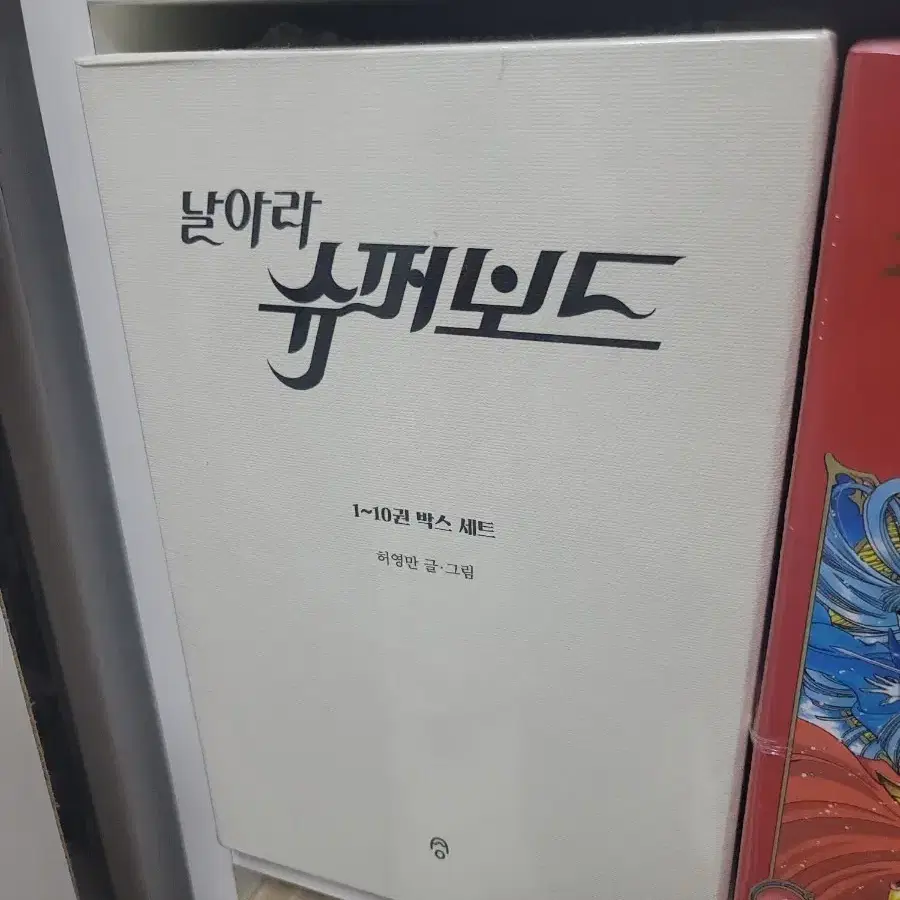 날아라
슈퍼보드
1~10권 박스 세트
허영만 글·그림